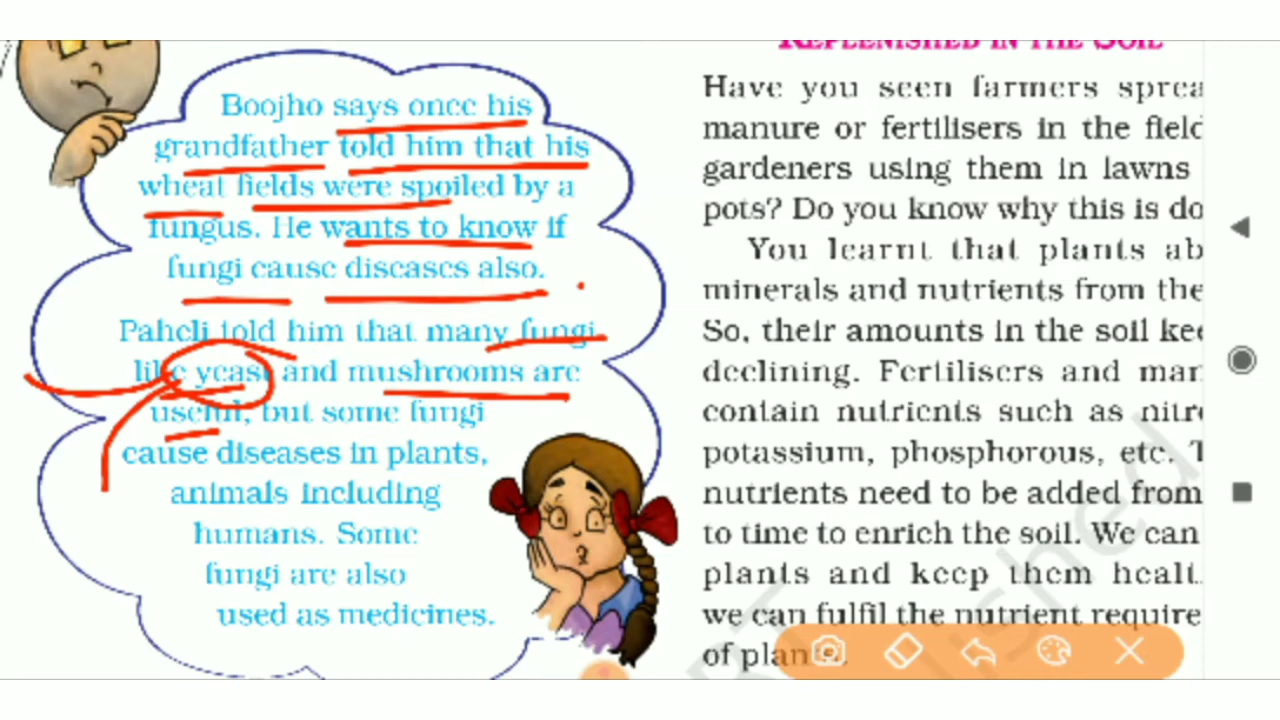 REPLENISHED IN THE SOIL
Boojho says once his
grandfather told him that his
wheat fields were spoiled by a
fungus. He wants to know if
fungi cause diseases also.
Paheli told him that many fungi
like yeast and mushrooms are
useful, but some fungi
cause diseases in plants,
animals including
humans. Some
fungi are also
used as medicines.
Have you seen farmers sprea
manure or fertilisers in the field
gardeners using them in lawns
pots? Do you know why this is do
You learnt that plants ab
minerals and nutrients from the
So, their amounts in the soil kee
declining. Fertilisers and man
contain nutrients such as nitro
potassium, phosphorous, etc. T
nutrients need to be added from
to time to enrich the soil. We can
plants and keep them healt
we can fulfil the nutrient require
of plants.